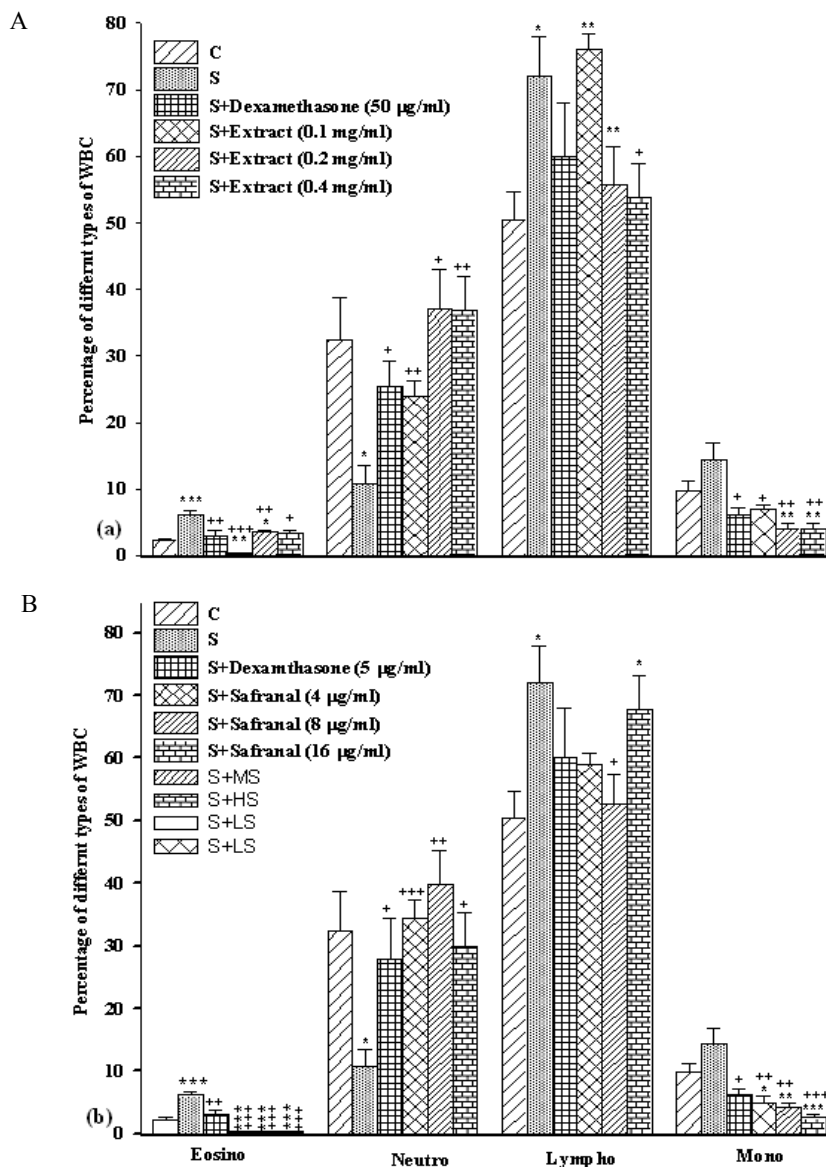 A
Percentage of differnt types of WBC
80
70
60
50
40
30
20
10
0
C
S
S+Dexamethasone (50 µg/ml)
S+Extract (0.1 mg/ml)
S+Extract (0.2 mg/ml)
S+Extract (0.4 mg/ml)
(a)
***
++
+++
**
++
*
+
*
+
++
+
++
*
**
**
+
+
+
++
**
++
**
B
Percentage of differnt types of WBC
80
70
60
50
40
30
20
10
0
C
S
S+Dexamthasone (5 µg/ml)
S+Safranal (4 µg/ml)
S+Safranal (8 µg/ml)
S+Safranal (16 µg/ml)
S+MS
S+HS
S+LS
S+LS
(b)
***
++
*
+
+++
++
+
*
+
*
+
++
*
++
**
+++
***
Eosino
Neutro
Lympho
Mono